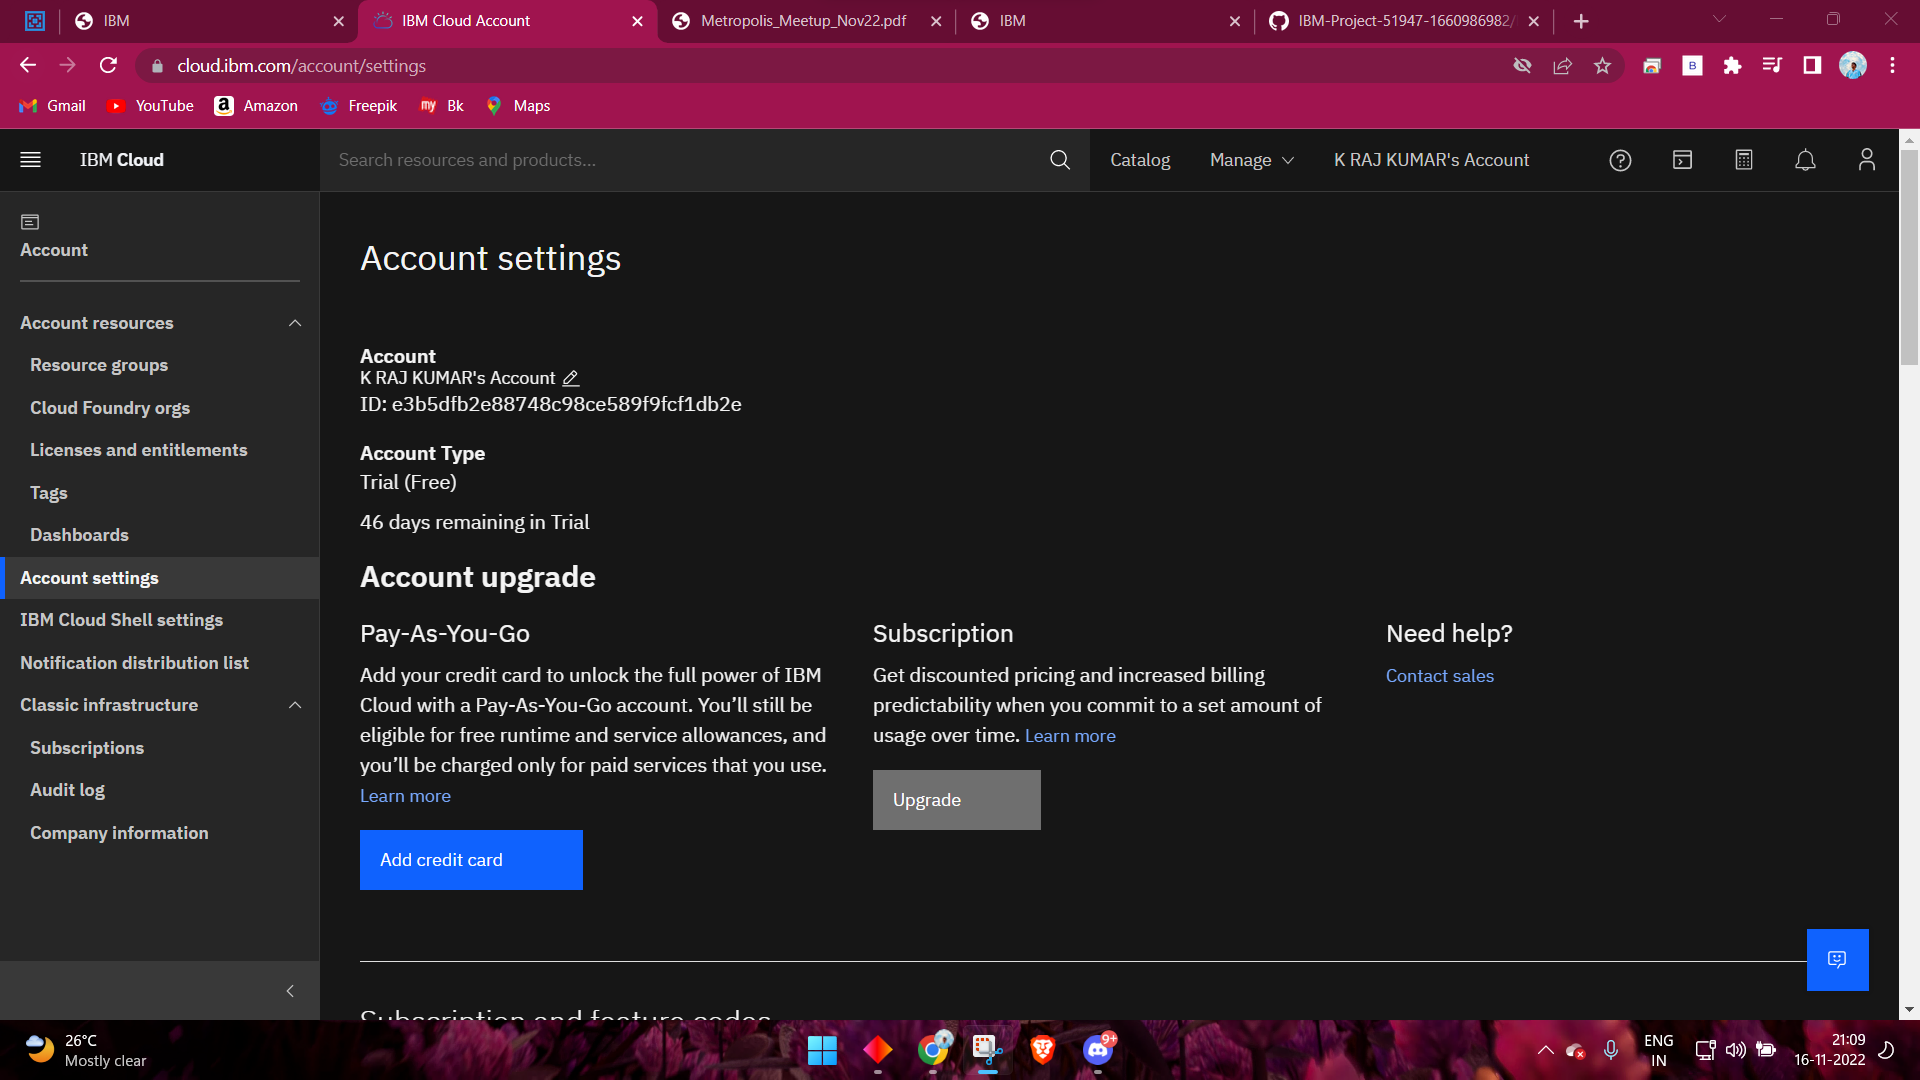 IBM
IBM Cloud Account
Metropolis_Meetup_Nov22.pdf
IBM
IBM-Project-51947-1660986982/
cloud.ibm.com/account/settings
Gmail
YouTube
Amazon
Freepik
my Bk
Maps
IBM Cloud
Search resources and products...
Catalog
Manage
K RAJ KUMAR's Account
Account
Account resources
Resource groups
Cloud Foundry orgs
Licenses and entitlements
Tags
Dashboards
Account settings
IBM Cloud Shell settings
Notification distribution list
Classic infrastructure
Subscriptions
Audit log
Company information
Account settings
Account
K RAJ KUMAR's Account
ID: e3b5dfb2e88748c98ce589f9fcf1db2e
Account Type
Trial (Free)
46 days remaining in Trial
Account upgrade
Pay-As-You-Go
Add your credit card to unlock the full power of IBM
Cloud with a Pay-As-You-Go account. You’ll still be
eligible for free runtime and service allowances, and
you’ll be charged only for paid services that you use.
Learn more
Add credit card
Subscription
Get discounted pricing and increased billing
predictability when you commit to a set amount of
usage over time. Learn more
Upgrade
Need help?
Contact sales
Subscription and feature codes
26°C
Mostly clear
9+
ENG
IN
21:09
16-11-2022